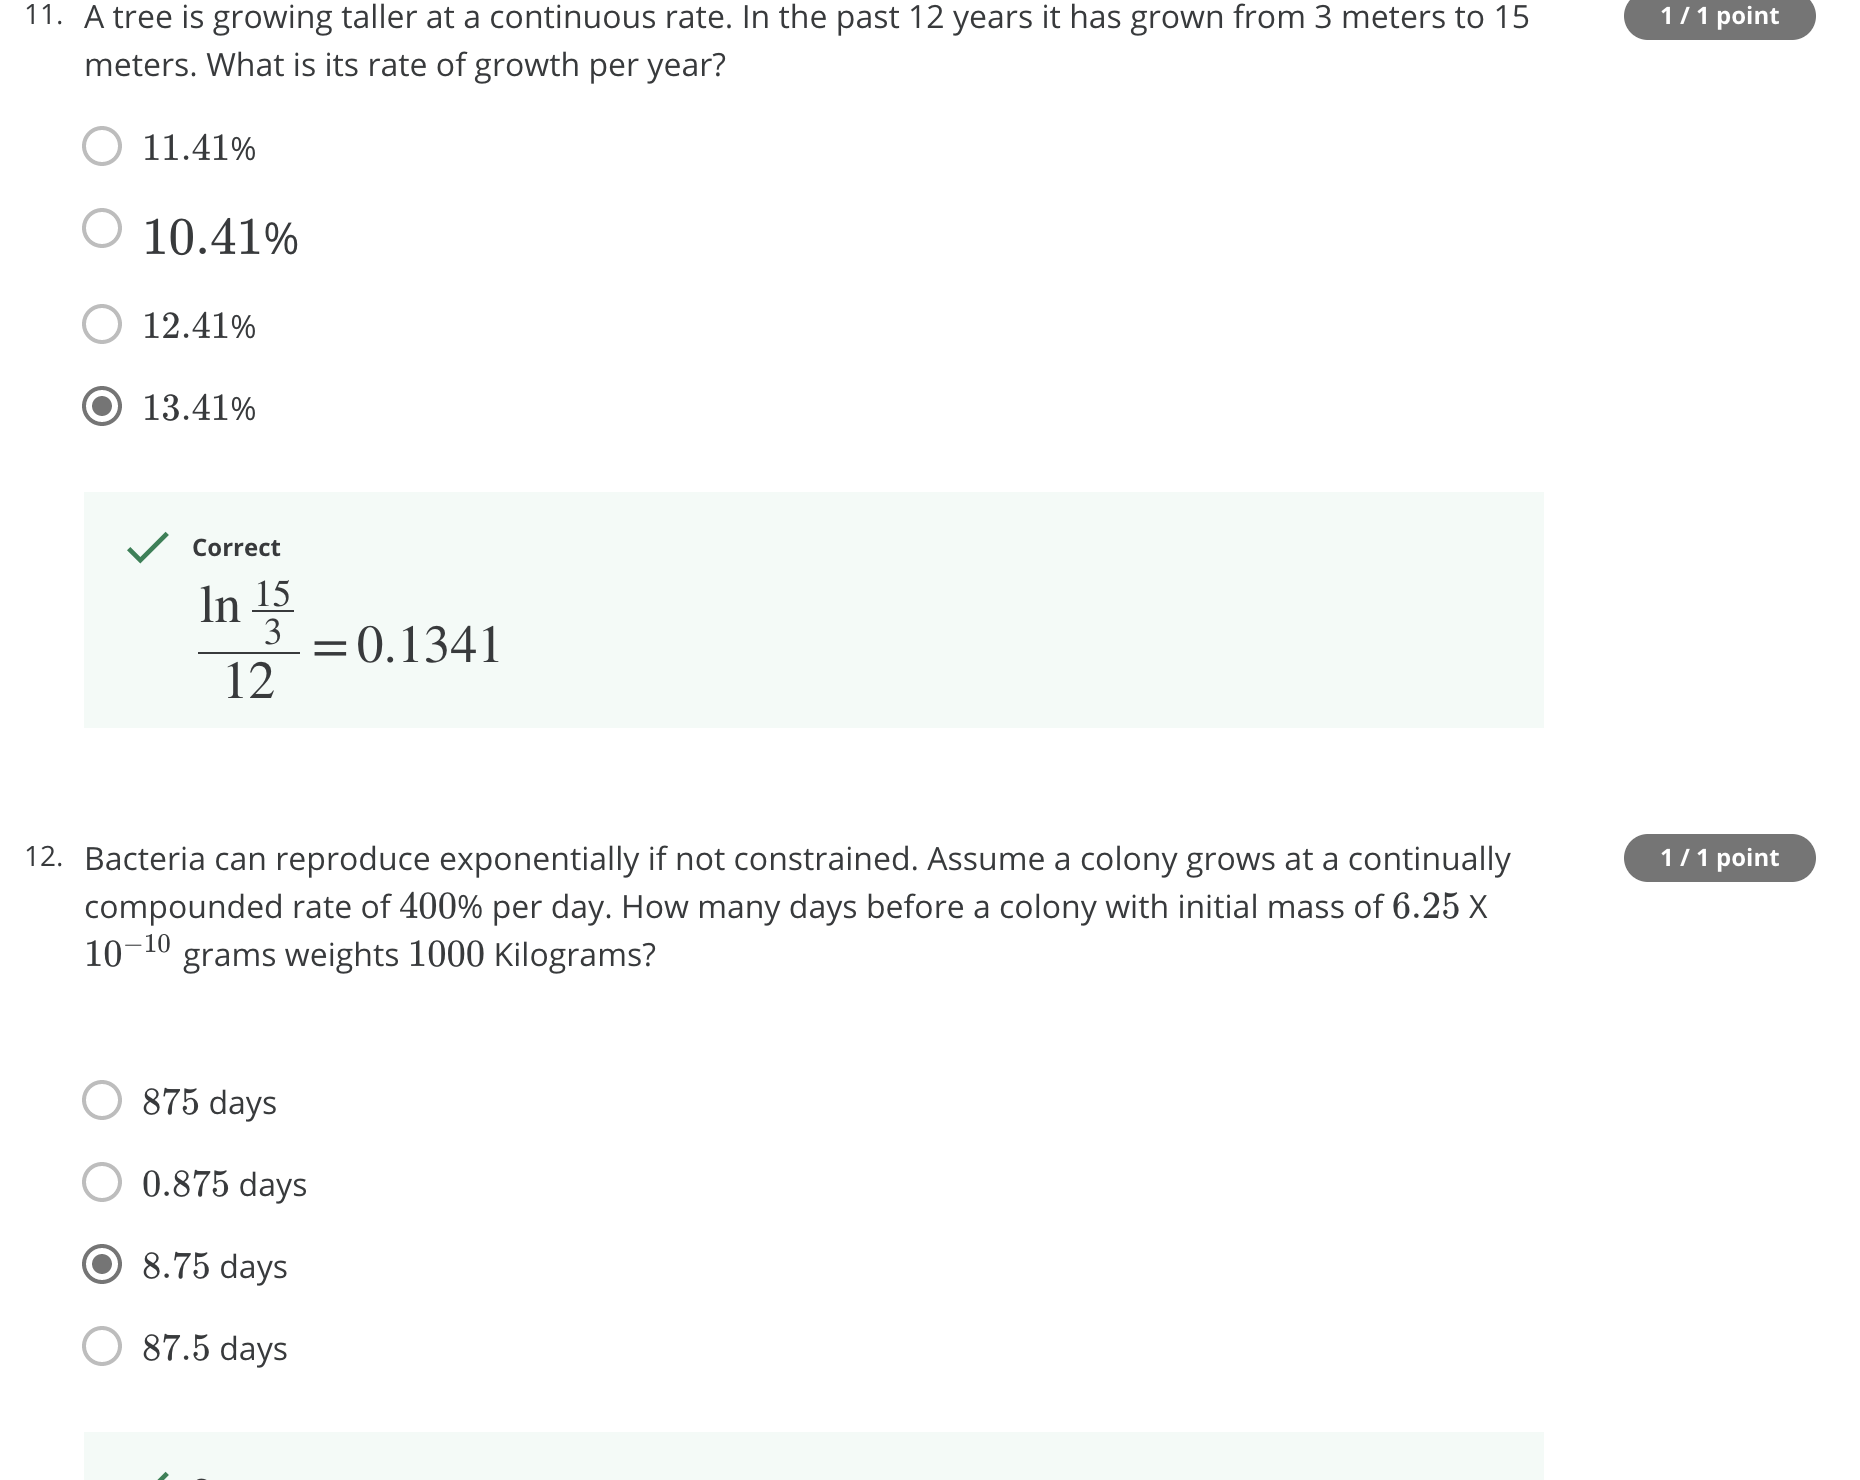 11. A tree is growing taller at a continuous rate. In the past 12 years it has grown from 3 meters to 15
1 / 1 point
meters. What is its rate of growth per year?
11.41%
10.41%
12.41%
13.41%
Correct
ln 15/3
/12 = 0.1341
12. Bacteria can reproduce exponentially if not constrained. Assume a colony grows at a continually
1 / 1 point
compounded rate of 400% per day. How many days before a colony with initial mass of 6.25 X
10⁻¹⁰ grams weights 1000 Kilograms?
875 days
0.875 days
8.75 days
87.5 days